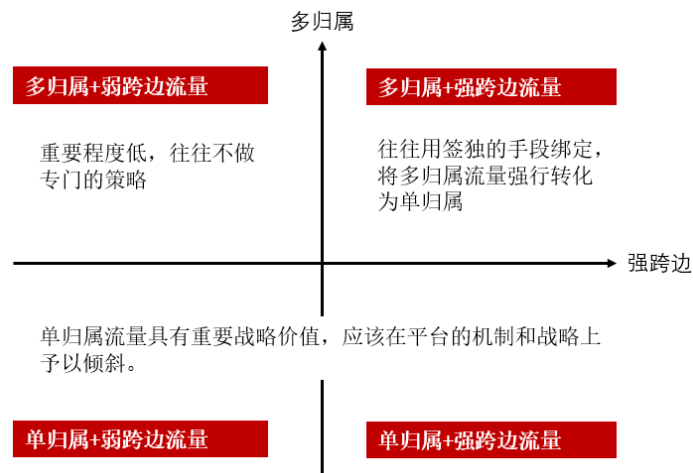 多归属
多归属+弱跨边流量
多归属+强跨边流量
重要程度低，往往不做
专门的策略
往往用签独的手段绑定，
将多归属流量强行转化
为单归属
强跨边
单归属流量具有重要战略价值，应该在平台的机制和战略上
予以倾斜。
单归属+弱跨边流量
单归属+强跨边流量